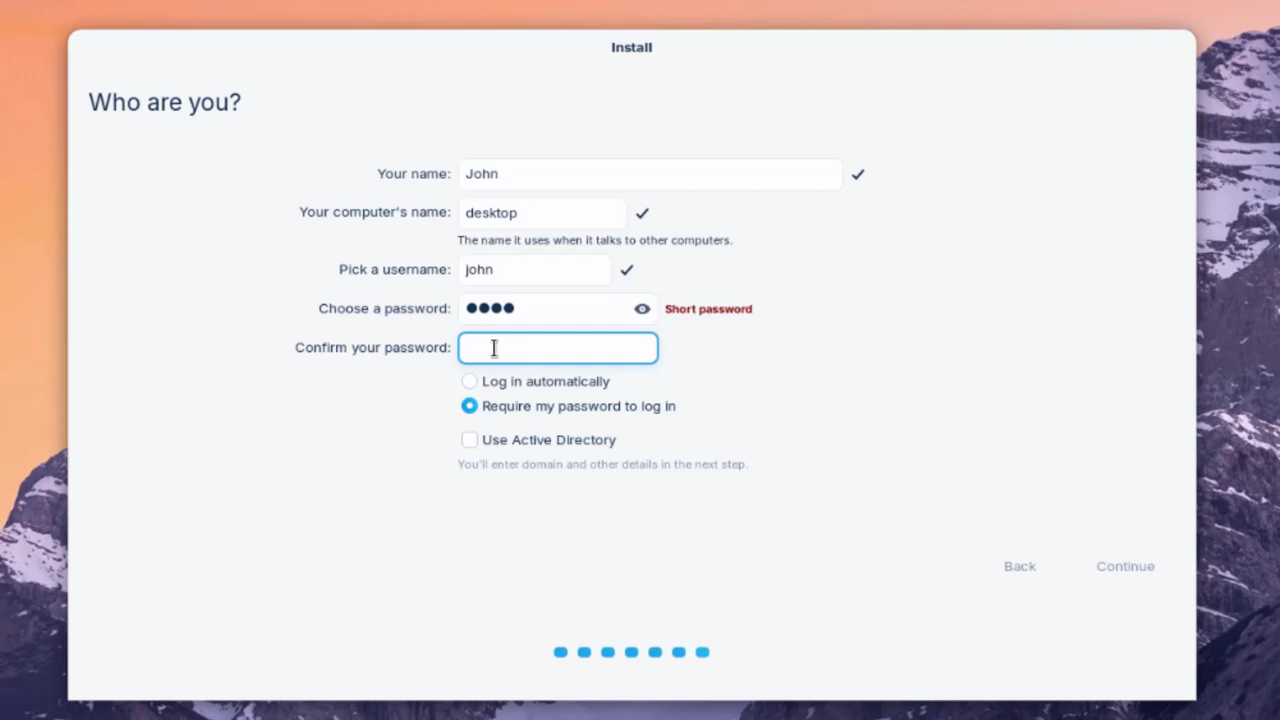 Install
Who are you?
Your name: John
Your computer's name: desktop
The name it uses when it talks to other computers.
Pick a username: john
Choose a password: ●●●● Short password
Confirm your password:
Log in automatically
Require my password to log in
Use Active Directory
You'll enter domain and other details in the next step.
Back Continue